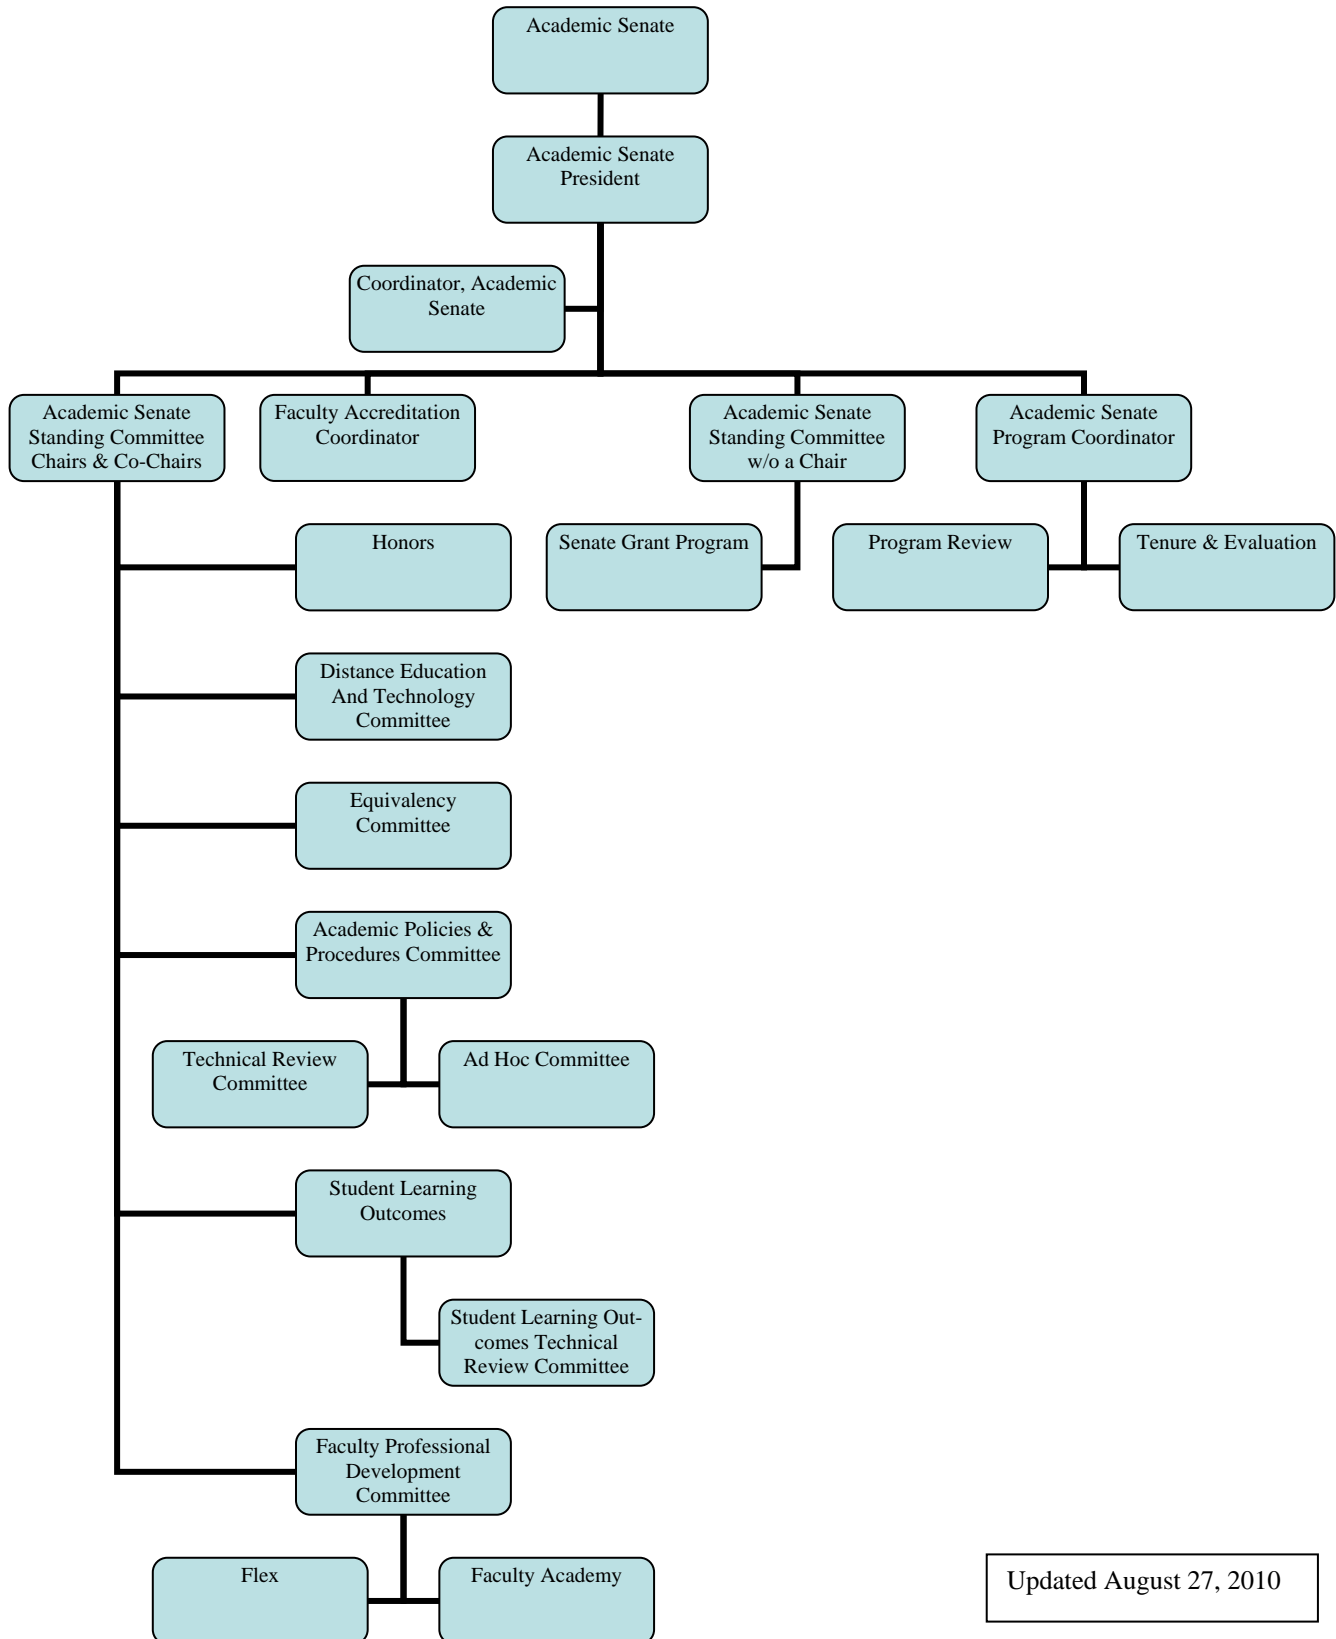 Academic Senate
Academic Senate
President
Coordinator, Academic
Senate
Academic Senate
Standing Committee
Chairs & Co-Chairs
Faculty Accreditation
Coordinator
Academic Senate
Standing Committee
w/o a Chair
Academic Senate
Program Coordinator
Honors
Senate Grant Program
Program Review
Tenure & Evaluation
Distance Education
And Technology
Committee
Equivalency
Committee
Academic Policies &
Procedures Committee
Technical Review
Committee
Ad Hoc Committee
Student Learning
Outcomes
Student Learning Out-
comes Technical
Review Committee
Faculty Professional
Development
Committee
Flex
Faculty Academy
Updated August 27, 2010